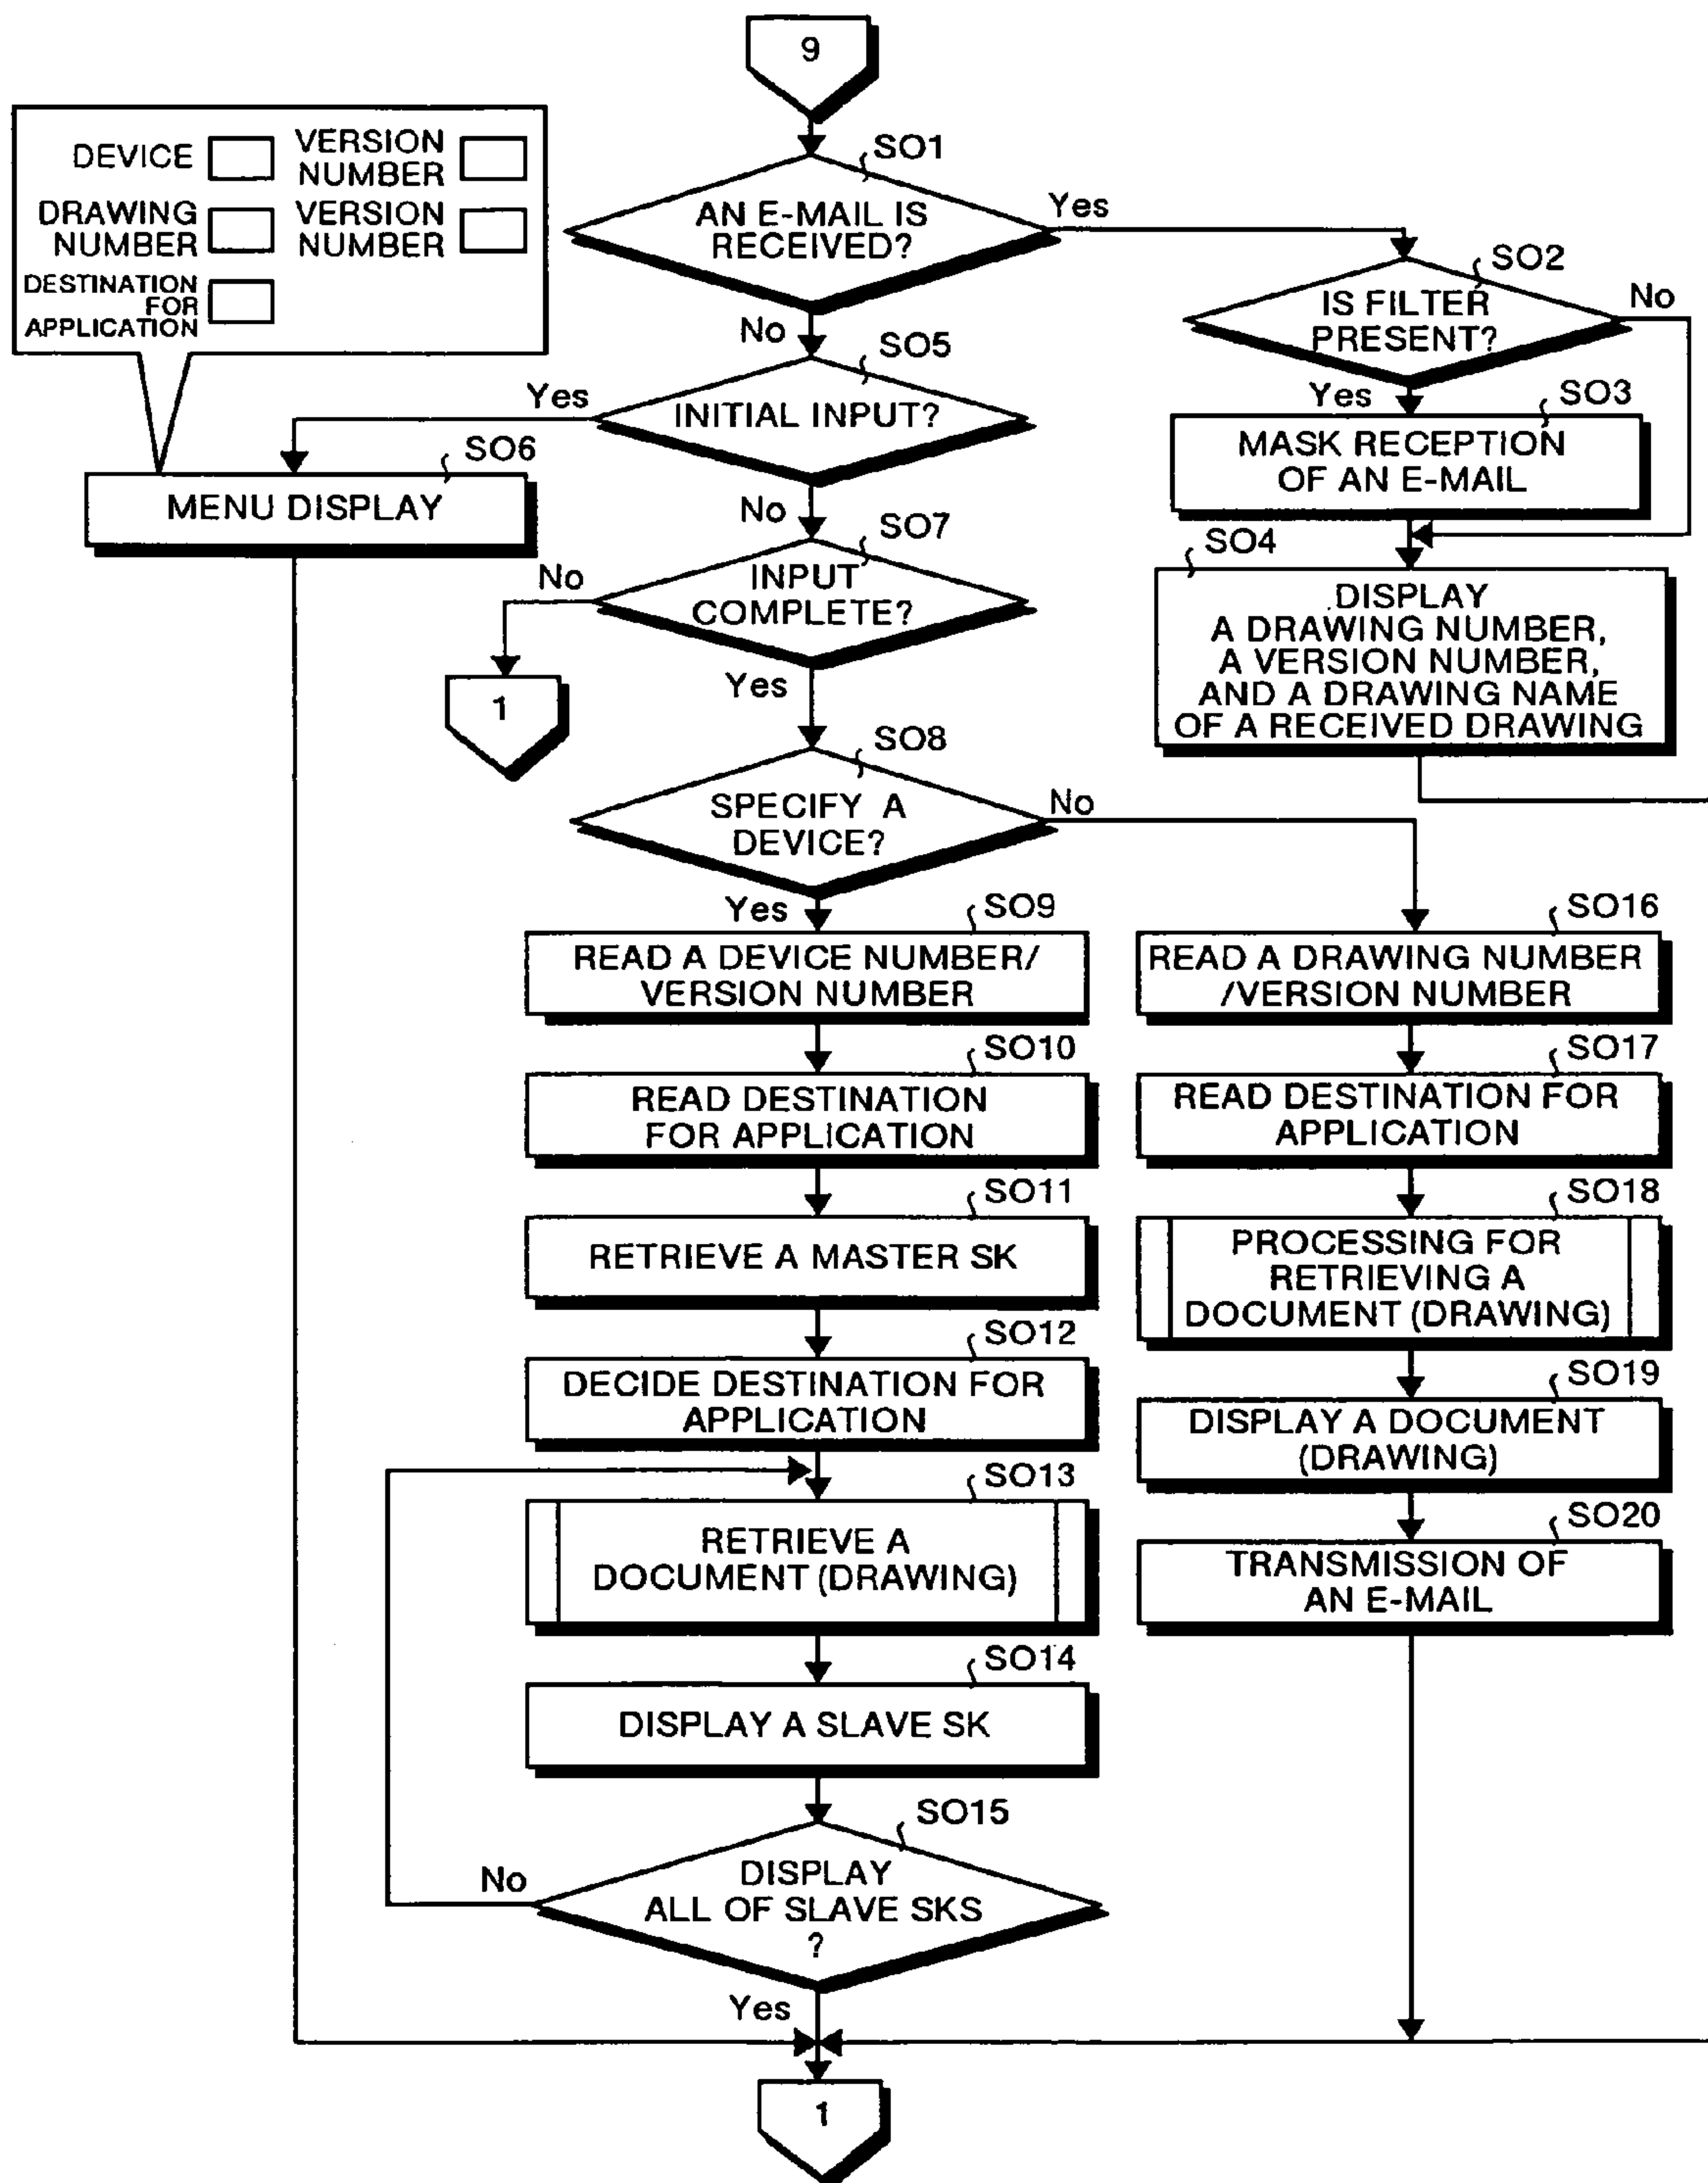 9
DEVICE
VERSION
NUMBER
DRAWING
NUMBER
VERSION
NUMBER
DESTINATION
FOR
APPLICATION
SO1
AN E-MAIL IS
RECEIVED?
Yes
No
SO2
IS FILTER
PRESENT?
No
Yes
SO3
MASK RECEPTION
OF AN E-MAIL
SO4
DISPLAY
A DRAWING NUMBER,
A VERSION NUMBER,
AND A DRAWING NAME
OF A RECEIVED DRAWING
SO5
INITIAL INPUT?
Yes
No
SO6
MENU DISPLAY
SO7
INPUT
COMPLETE?
No
Yes
1
SO8
SPECIFY A
DEVICE?
No
Yes
SO9
READ A DEVICE NUMBER/
VERSION NUMBER
SO10
READ DESTINATION
FOR APPLICATION
SO11
RETRIEVE A MASTER SK
SO12
DECIDE DESTINATION FOR
APPLICATION
SO13
RETRIEVE A
DOCUMENT (DRAWING)
SO14
DISPLAY A SLAVE SK
SO15
DISPLAY
ALL OF SLAVE SKS
?
No
Yes
SO16
READ A DRAWING NUMBER
/VERSION NUMBER
SO17
READ DESTINATION FOR
APPLICATION
SO18
PROCESSING FOR
RETRIEVING A
DOCUMENT (DRAWING)
SO19
DISPLAY A DOCUMENT
(DRAWING)
SO20
TRANSMISSION OF
AN E-MAIL
1